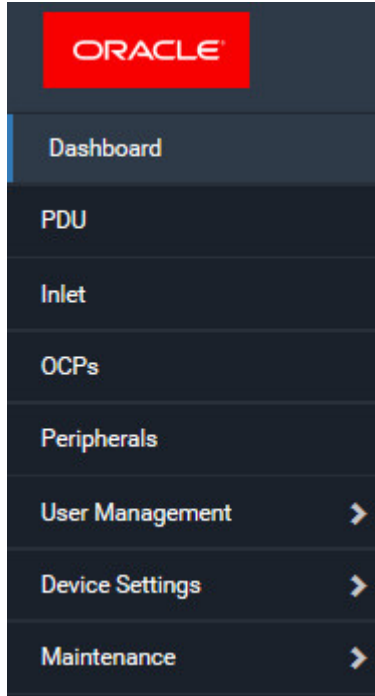 ORACLE
Dashboard
PDU
Inlet
OCPs
Peripherals
User Management
Device Settings
Maintenance